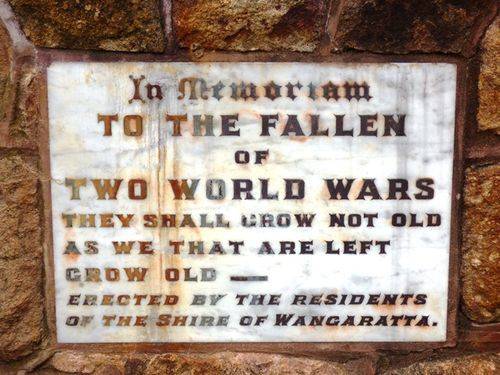 In Memoriam
TO THE FALLEN
OF
TWO WORLD WARS
THEY SHALL GROW NOT OLD
AS WE THAT ARE LEFT
GROW OLD —
ERECTED BY THE RESIDENTS
OF THE SHIRE OF WANGARATTA.